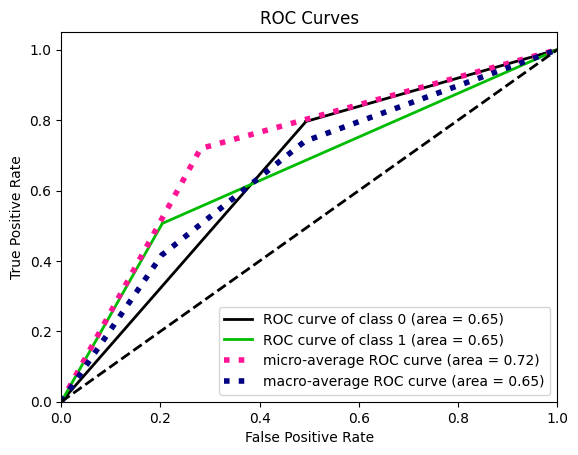 ROC Curves
True Positive Rate
1.0
0.8
0.6
0.4
0.2
0.0
ROC curve of class 0 (area = 0.65)
ROC curve of class 1 (area = 0.65)
micro-average ROC curve (area = 0.72)
macro-average ROC curve (area = 0.65)
0.0 0.2 0.4 0.6 0.8 1.0
False Positive Rate